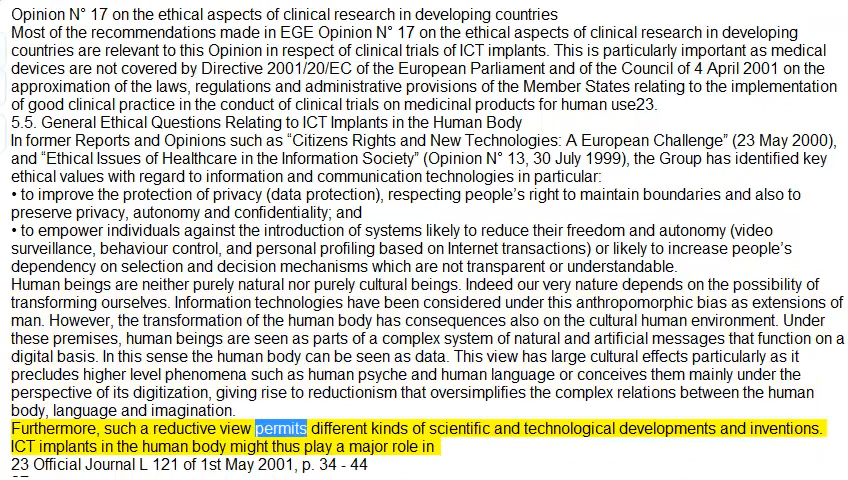 Opinion N° 17 on the ethical aspects of clinical research in developing countries
Most of the recommendations made in EGE Opinion N° 17 on the ethical aspects of clinical research in developing
countries are relevant to this Opinion in respect of clinical trials of ICT implants. This is particularly important as medical
devices are not covered by Directive 2001/20/EC of the European Parliament and of the Council of 4 April 2001 on the
approximation of the laws, regulations and administrative provisions of the Member States relating to the implementation
of good clinical practice in the conduct of clinical trials on medicinal products for human use23.
5.5. General Ethical Questions Relating to ICT Implants in the Human Body
In former Reports and Opinions such as “Citizens Rights and New Technologies: A European Challenge” (23 May 2000),
and “Ethical Issues of Healthcare in the Information Society” (Opinion N° 13, 30 July 1999), the Group has identified key
ethical values with regard to information and communication technologies in particular:
• to improve the protection of privacy (data protection), respecting people’s right to maintain boundaries and also to
preserve privacy, autonomy and confidentiality; and
• to empower individuals against the introduction of systems likely to reduce their freedom and autonomy (video
surveillance, behaviour control, and personal profiling based on Internet transactions) or likely to increase people’s
dependency on selection and decision mechanisms which are not transparent or understandable.
Human beings are neither purely natural nor purely cultural beings. Indeed our very nature depends on the possibility of
transforming ourselves. Information technologies have been considered under this anthropomorphic bias as extensions of
man. However, the transformation of the human body has consequences also on the cultural human environment. Under
these premises, human beings are seen as parts of a complex system of natural and artificial messages that function on a
digital basis. In this sense the human body can be seen as data. This view has large cultural effects particularly as it
precludes higher level phenomena such as human psyche and human language or conceives them mainly under the
perspective of its digitization, giving rise to reductionism that oversimplifies the complex relations between the human
body, language and imagination.
Furthermore, such a reductive view permits different kinds of scientific and technological developments and inventions.
ICT implants in the human body might thus play a major role in
23 Official Journal L 121 of 1st May 2001, p. 34 - 44